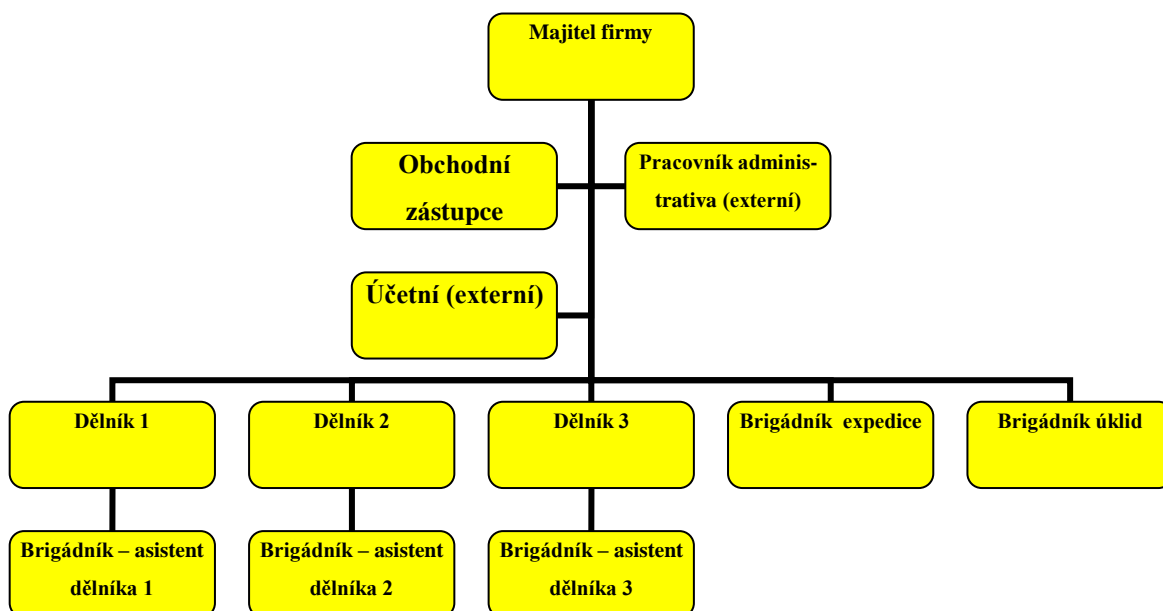 Majitel firmy
Obchodní
zástupce
Pracovník adminis-
trativa (externí)
Účetní (externí)
Dělník 1
Dělník 2
Dělník 3
Brigádník  expedice
Brigádník úklid
Brigádník – asistent
dělníka 1
Brigádník – asistent
dělníka 2
Brigádník – asistent
dělníka 3